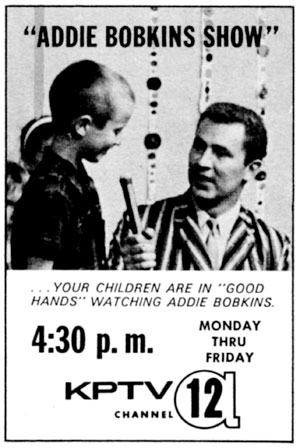 "ADDIE BOBKINS SHOW"
...YOUR CHILDREN ARE IN "GOOD
HANDS" WATCHING ADDIE BOBKINS.
4:30 p. m.
MONDAY
THRU
FRIDAY
KPTV
CHANNEL
12